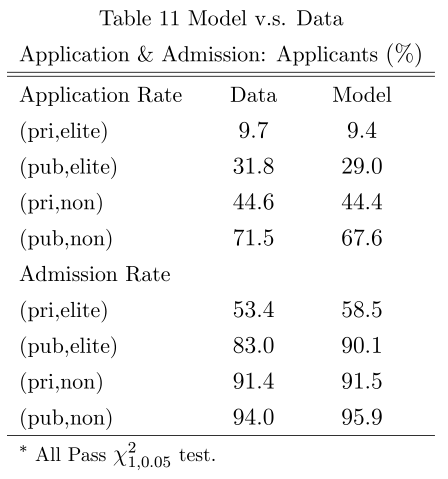 Table 11 Model v.s. Data
Application & Admission: Applicants (%)
Application Rate Data Model
(pri,elite) 9.7 9.4
(pub,elite) 31.8 29.0
(pri,non) 44.6 44.4
(pub,non) 71.5 67.6
Admission Rate
(pri,elite) 53.4 58.5
(pub,elite) 83.0 90.1
(pri,non) 91.4 91.5
(pub,non) 94.0 95.9
* All Pass χ²₁,₀.₀₅ test.